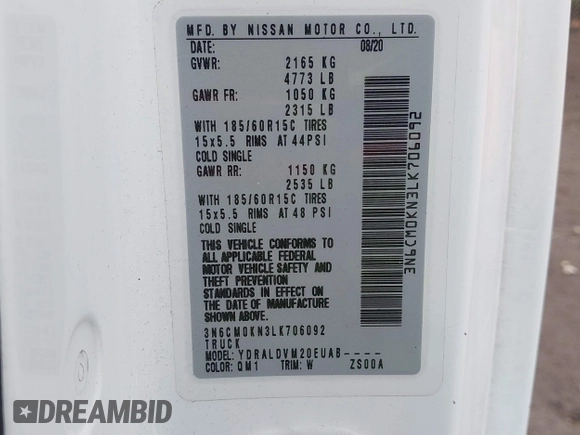 MFD. BY NISSAN MOTOR CO., LTD.
DATE: 08/20
GVWR: 2165 KG
4773 LB
GAWR FR: 1050 KG
2315 LB
WITH 185/60R15C TIRES
15x5.5 RIMS AT 44PSI
COLD SINGLE
GAWR RR: 1150 KG
2535 LB
WITH 185/60R15C TIRES
15x5.5 RIMS AT 48 PSI
COLD SINGLE
THIS VEHICLE CONFORMS TO
ALL APPLICABLE FEDERAL
MOTOR VEHICLE SAFETY AND
THEFT PREVENTION
STANDARDS IN EFFECT ON
THE DATE OF MANUFACTURE
SHOWN ABOVE.
3N6CM0KN3LK706092
TRUCK
MODEL: YDRALDVM20EUAB----
COLOR: QM1 TRIM: W ZS00A
3N6CM0KN3LK706092
DREAMBID